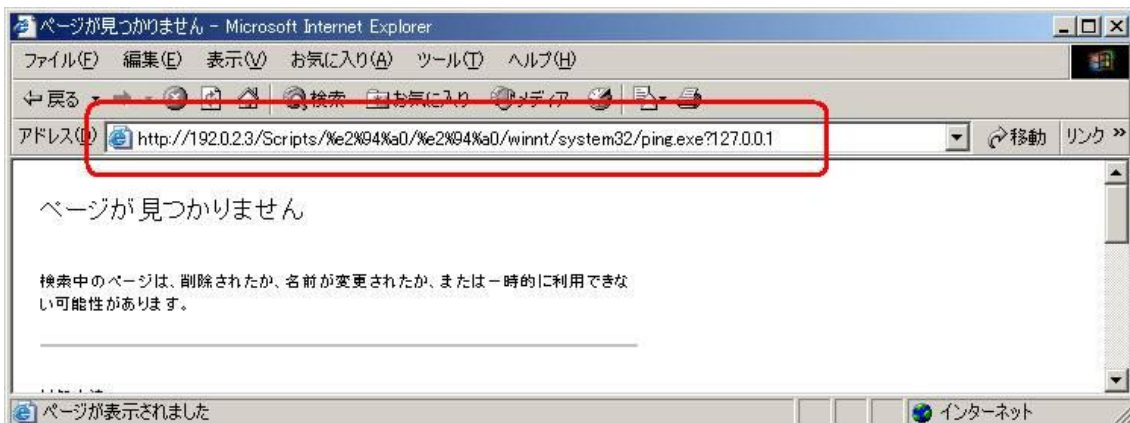 ページが見つかりません - Microsoft Internet Explorer
ファイル(F) 編集(E) 表示(V) お気に入り(A) ツール(T) ヘルプ(H)
戻る 検索 お気に入り メディア
アドレス(D) http://192.0.2.3/Scripts/%e2%94%a0/%e2%94%a0/winnt/system32/ping.exe?127.0.0.1 移動 リンク »
ページが見つかりません
検索中のページは、削除されたか、名前が変更されたか、または一時的に利用できな
い可能性があります。
ページが表示されました インターネット